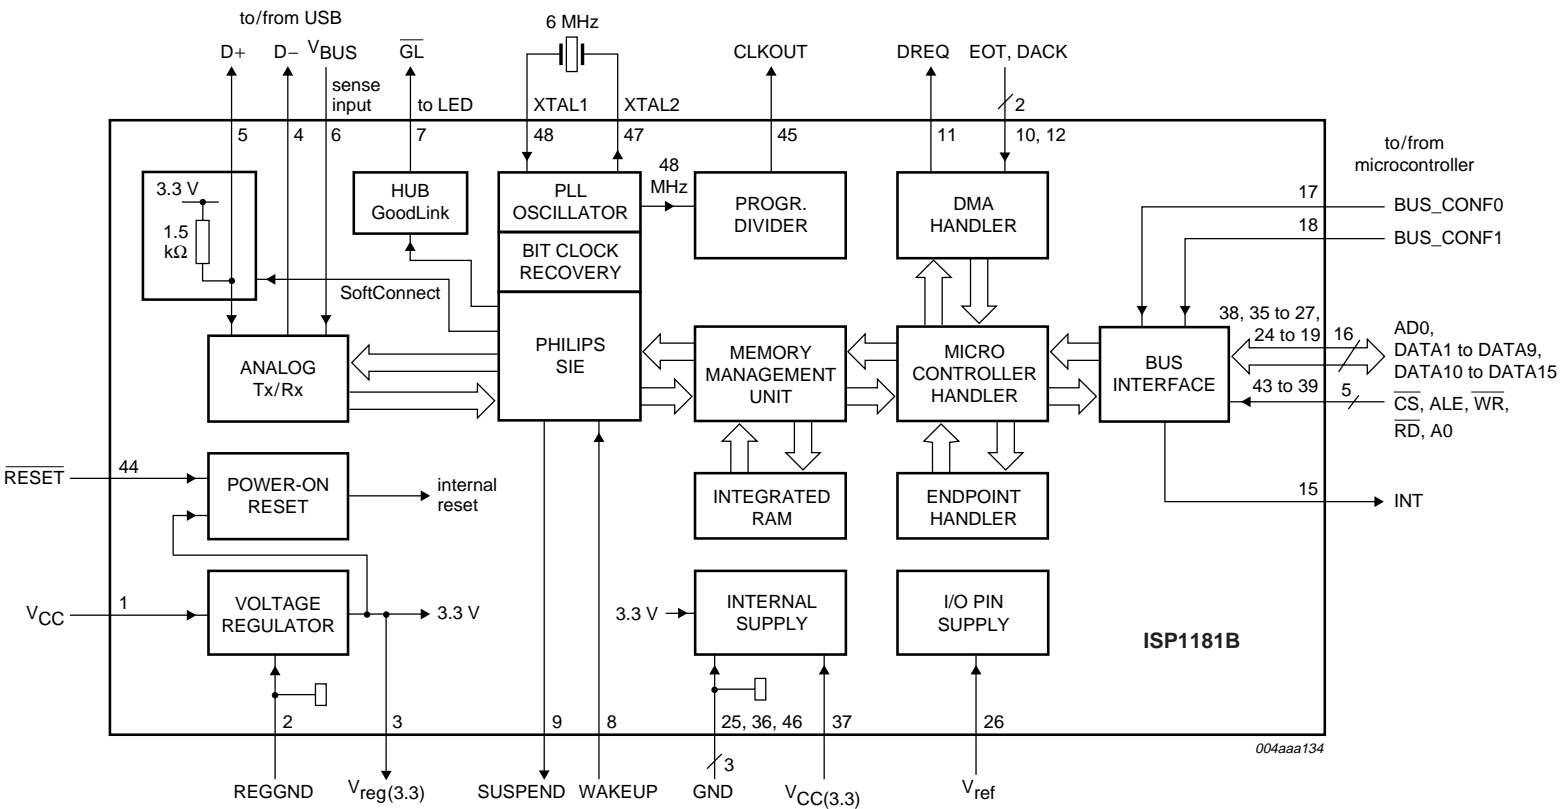 to/from USB
6 MHz
D+
D−
VBUS
GL
CLKOUT
DREQ
EOT, DACK
sense
input
to LED
XTAL1
XTAL2
2
5
4
6
7
48
47
45
11
10, 12
to/from
microcontroller
3.3 V
1.5
kΩ
HUB
GoodLink
PLL
OSCILLATOR
48
MHz
PROGR.
DIVIDER
DMA
HANDLER
17
BUS_CONF0
18
BUS_CONF1
BIT CLOCK
RECOVERY
SoftConnect
38, 35 to 27,
24 to 19
16
AD0,
DATA1 to DATA9,
DATA10 to DATA15
ANALOG
Tx/Rx
PHILIPS
SIE
MEMORY
MANAGEMENT
UNIT
MICRO
CONTROLLER
HANDLER
BUS
INTERFACE
43 to 39
5
CS, ALE, WR,
RD, A0
RESET
44
POWER-ON
RESET
internal
reset
INTEGRATED
RAM
ENDPOINT
HANDLER
15
INT
VCC
1
VOLTAGE
REGULATOR
3.3 V
3.3 V
INTERNAL
SUPPLY
I/O PIN
SUPPLY
ISP1181B
2
3
9
8
25, 36, 46
37
26
004aaa134
3
REGGND
Vreg(3.3)
SUSPEND
WAKEUP
GND
VCC(3.3)
Vref